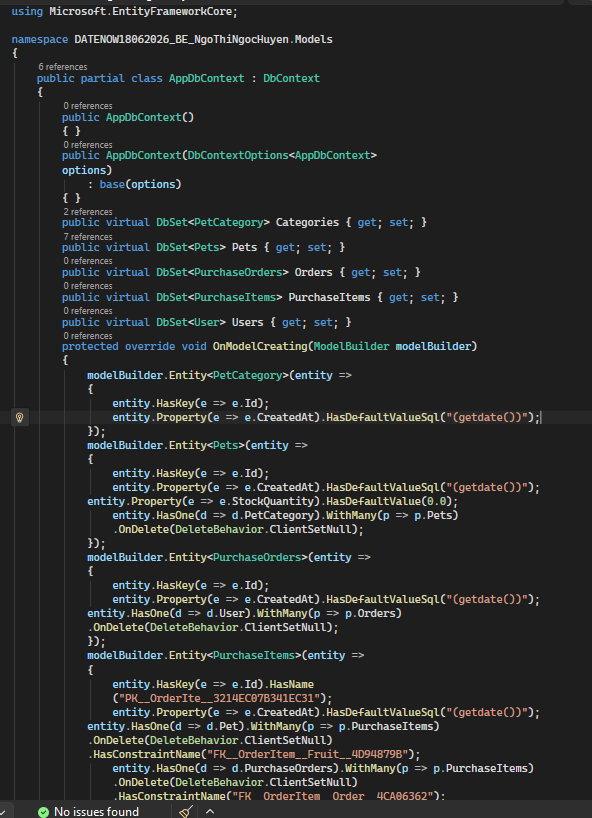 using Microsoft.EntityFrameworkCore;
namespace DATENOW18062026_BE_NgoThiNgocHuyen.Models
{
6 references
public partial class AppDbContext : DbContext
{
0 references
public AppDbContext()
{ }
0 references
public AppDbContext(DbContextOptions<AppDbContext>
options)
: base(options)
{ }
2 references
public virtual DbSet<PetCategory> Categories { get; set; }
7 references
public virtual DbSet<Pets> Pets { get; set; }
0 references
public virtual DbSet<PurchaseOrders> Orders { get; set; }
0 references
public virtual DbSet<PurchaseItems> PurchaseItems { get; set; }
0 references
public virtual DbSet<User> Users { get; set; }
0 references
protected override void OnModelCreating(ModelBuilder modelBuilder)
{
modelBuilder.Entity<PetCategory>(entity =>
{
entity.HasKey(e => e.Id);
entity.Property(e => e.CreatedAt).HasDefaultValueSql("(getdate())");
});
modelBuilder.Entity<Pets>(entity =>
{
entity.HasKey(e => e.Id);
entity.Property(e => e.CreatedAt).HasDefaultValueSql("(getdate())");
entity.Property(e => e.StockQuantity).HasDefaultValue(0.0);
entity.HasOne(d => d.PetCategory).WithMany(p => p.Pets)
.OnDelete(DeleteBehavior.ClientSetNull);
});
modelBuilder.Entity<PurchaseOrders>(entity =>
{
entity.HasKey(e => e.Id);
entity.Property(e => e.CreatedAt).HasDefaultValueSql("(getdate())");
entity.HasOne(d => d.User).WithMany(p => p.Orders)
.OnDelete(DeleteBehavior.ClientSetNull);
});
modelBuilder.Entity<PurchaseItems>(entity =>
{
entity.HasKey(e => e.Id).HasName
("PK__OrderIte__3214EC07B341EC31");
entity.Property(e => e.CreatedAt).HasDefaultValueSql("(getdate())");
entity.HasOne(d => d.Pet).WithMany(p => p.PurchaseItems)
.OnDelete(DeleteBehavior.ClientSetNull)
.HasConstraintName("FK__OrderItem__Fruit__4D94879B");
entity.HasOne(d => d.PurchaseOrders).WithMany(p => p.PurchaseItems)
.OnDelete(DeleteBehavior.ClientSetNull)
.HasConstraintName("FK__OrderItem__Order__4CA06362");
No issues found